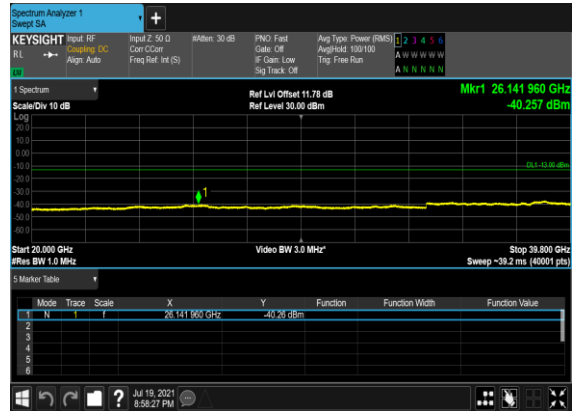 Spectrum Analyzer 1
Swept SA
+
KEYSIGHT Input: RF Input Z: 50 Ω #Atten: 30 dB PNO: Fast Avg Type: Power (RMS) 1 2 3 4 5 6
RL Coupling: DC Corr CCorr Gate: Off Avg|Hold: 100/100 A W W W W W
Align: Auto Freq Ref: Int (S) IF Gain: Low Trig: Free Run
Sig Track: Off A N N N N N
1 Spectrum Ref Lvl Offset 11.78 dB Mkr1 26.141 960 GHz
Scale/Div 10 dB Ref Level 30.00 dBm -40.257 dBm
Log
20.0
10.0
0.00
-10.0 DL1 -13.00 dBm
-20.0
-30.0
1
-40.0
-50.0
-60.0
Start 20.000 GHz Video BW 3.0 MHz* Stop 39.800 GHz
#Res BW 1.0 MHz Sweep ~39.2 ms (40001 pts)
5 Marker Table
Mode Trace Scale X Y Function Function Width Function Value
1 N 1 f 26.141 960 GHz -40.26 dBm
2
3
4
5
6
? Jul 19, 2021
8:58:27 PM